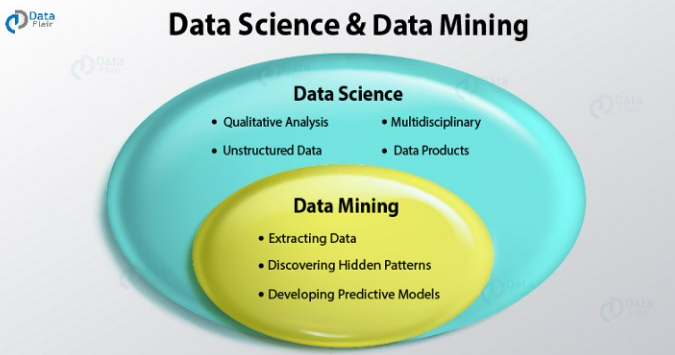 Data
Flair
Data Science & Data Mining
Data Science
• Qualitative Analysis
• Multidisciplinary
• Unstructured Data
• Data Products
Data Mining
• Extracting Data
• Discovering Hidden Patterns
• Developing Predictive Models